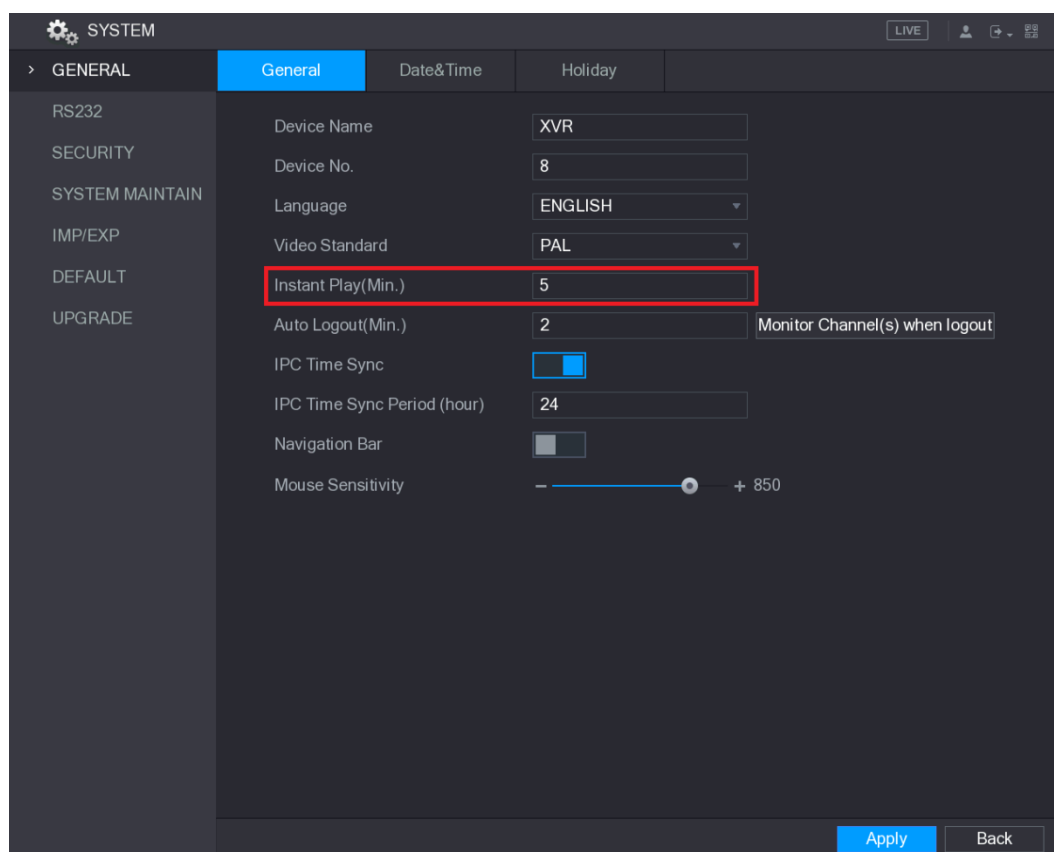 SYSTEM
LIVE
GENERAL
RS232
SECURITY
SYSTEM MAINTAIN
IMP/EXP
DEFAULT
UPGRADE
General Date&Time Holiday
Device Name XVR
Device No. 8
Language ENGLISH
Video Standard PAL
Instant Play(Min.) 5
Auto Logout(Min.) 2 Monitor Channel(s) when logout
IPC Time Sync
IPC Time Sync Period (hour) 24
Navigation Bar
Mouse Sensitivity − + 850
Apply Back